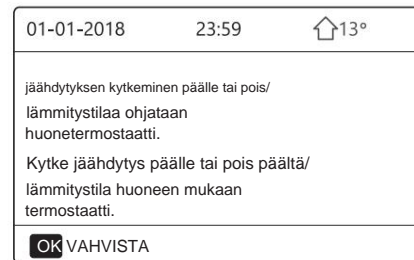 01-01-2018 23:59 13°
jäähdytyksen kytkeminen päälle tai pois/
lämmitystilaa ohjataan
huonetermostaatti.
Kytke jäähdytys päälle tai pois päältä/
lämmitystila huoneen mukaan
termostaatti.
OK VAHVISTA